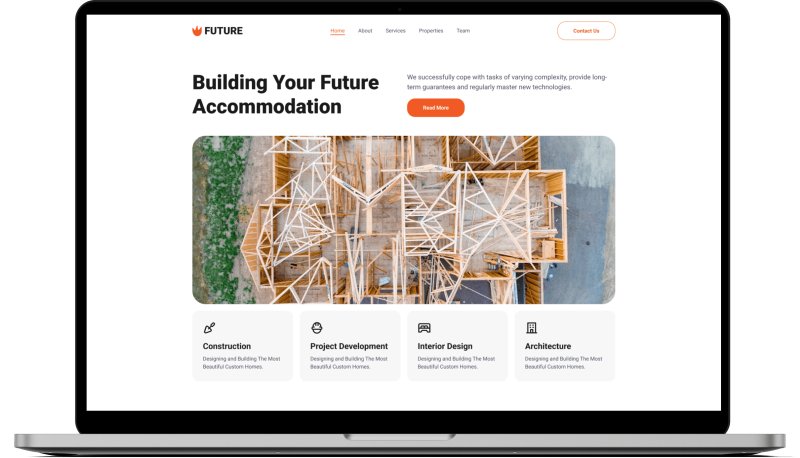 FUTURE
Home About Services Properties Team
Contact Us
Building Your Future
Accommodation
We successfully cope with tasks of varying complexity, provide long-
term guarantees and regularly master new technologies.
Read More
Construction
Designing and Building The Most
Beautiful Custom Homes.
Project Development
Designing and Building The Most
Beautiful Custom Homes.
Interior Design
Designing and Building The Most
Beautiful Custom Homes.
Architecture
Designing and Building The Most
Beautiful Custom Homes.